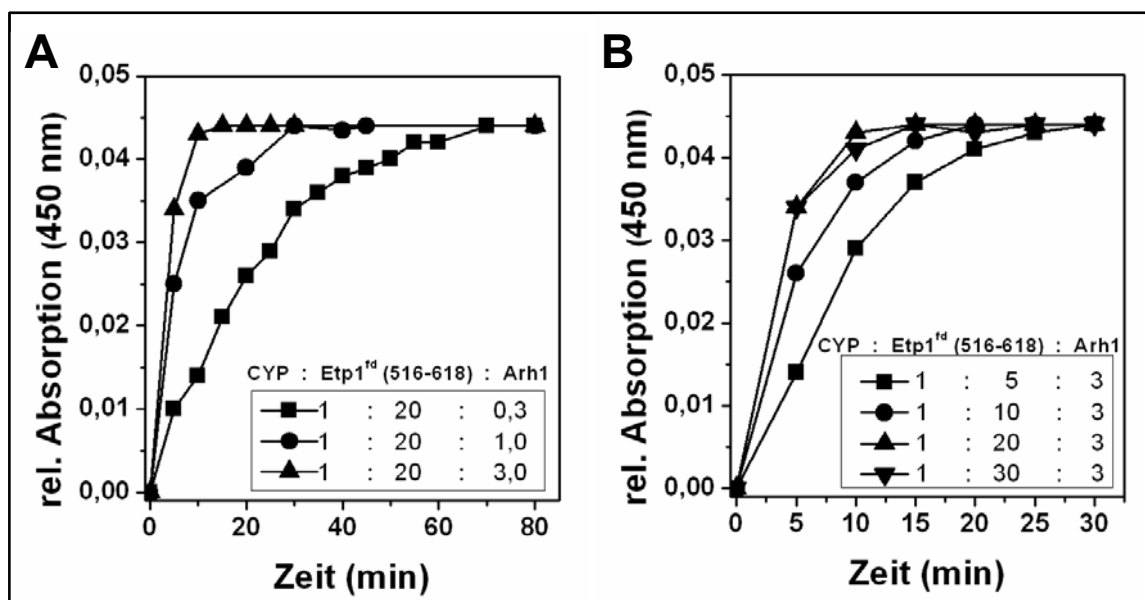 A
rel. Absorption (450 nm)
0,05
0,04
0,03
0,02
0,01
0,00
CYP : Etp1fd (516-618) : Arh1
1 : 20 : 0,3
1 : 20 : 1,0
1 : 20 : 3,0
0 20 40 60 80
Zeit (min)
B
rel. Absorption (450 nm)
0,05
0,04
0,03
0,02
0,01
0,00
CYP : Etp1fd (516-618) : Arh1
1 : 5 : 3
1 : 10 : 3
1 : 20 : 3
1 : 30 : 3
0 5 10 15 20 25 30
Zeit (min)